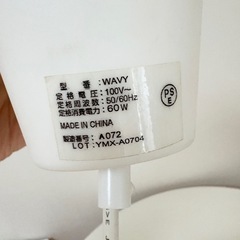 型番:WAVY
定格電圧:100V~
定格周波数:50/60Hz
定格消費電力:60W
MADE IN CHINA
製造番号:A072
LOT:YMX-A0704
PS
E